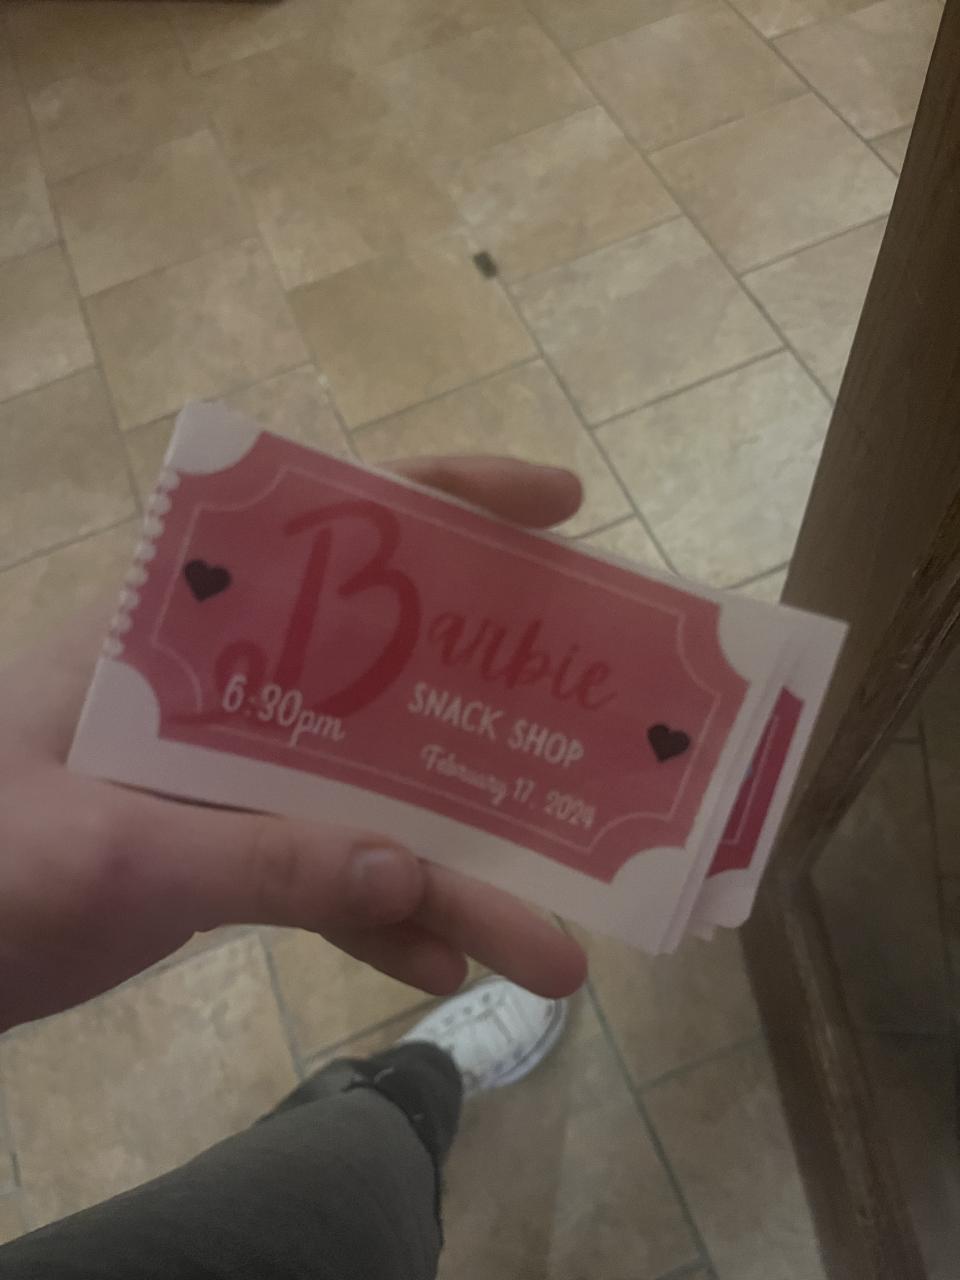 Barbie
SNACK SHOP
6:30pm
February 17, 2024